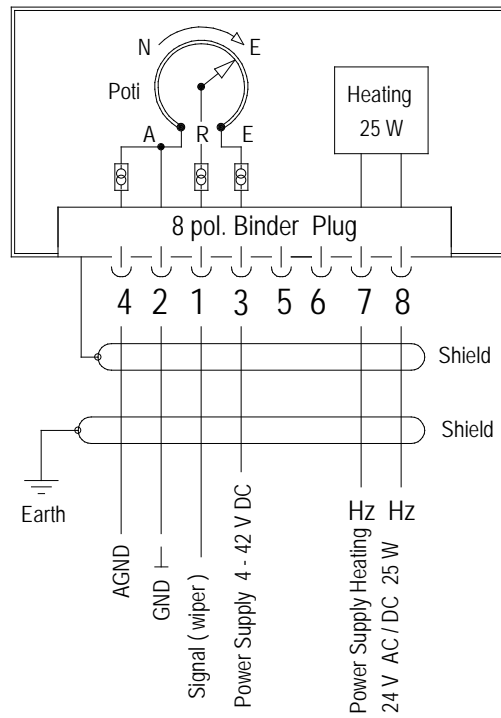 N E
Poti
Heating
25 W
A R E
8 pol. Binder Plug
4 2 1 3 5 6 7 8
Shield
Shield
Earth
Hz Hz
AGND
GND
Signal ( wiper )
Power Supply 4 - 42 V DC
Power Supply Heating
24 V AC / DC 25 W